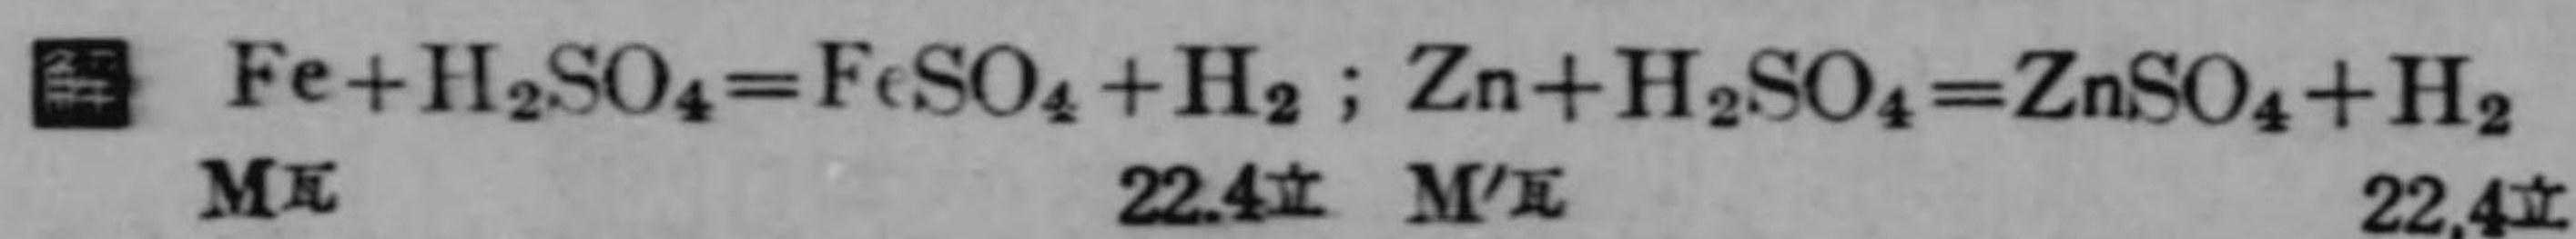 解 Fe+H₂SO₄=FeSO₄+H₂ ; Zn+H₂SO₄=ZnSO₄+H₂
M瓦 22.4立 M′瓦 22.4立